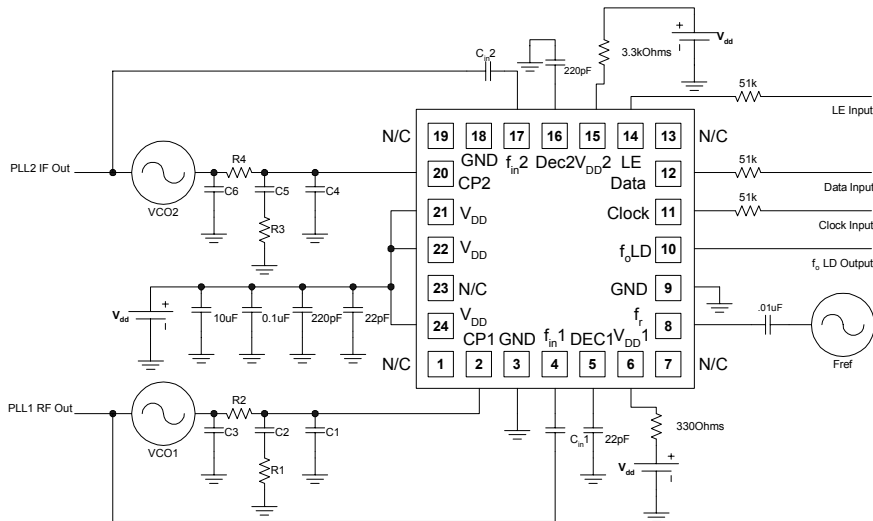 C_in2
220pF
3.3kOhms
V_dd
51k
LE Input
N/C
19
18
17
16
15
14
13
N/C
GND
f_in2
Dec2
V_DD2
LE
PLL2 IF Out
VCO2
R4
C6
C5
C4
R3
20
CP2
Data
12
51k
Data Input
21
V_DD
Clock
11
51k
Clock Input
22
V_DD
f_oLD
10
f_o LD Output
23
N/C
GND
9
V_dd
10uF
0.1uF
220pF
22pF
24
V_DD
f_r
8
.01uF
Fref
CP1
GND
f_in1
DEC1
V_DD1
N/C
1
2
3
4
5
6
7
N/C
PLL1 RF Out
VCO1
R2
C3
C2
C1
R1
C_in1
22pF
330Ohms
V_dd